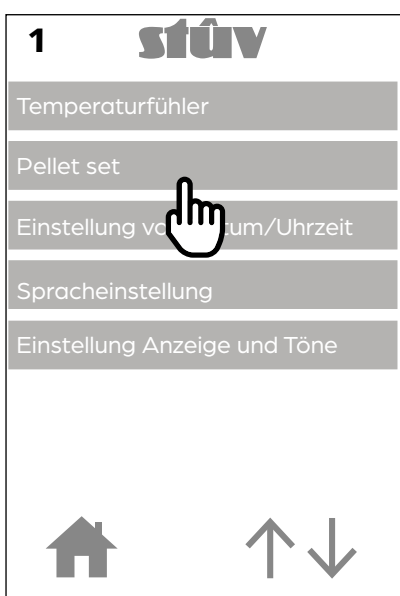 1
stûv
Temperaturfühler
Pellet set
Einstellung vo tum/Uhrzeit
Spracheinstellung
Einstellung Anzeige und Töne